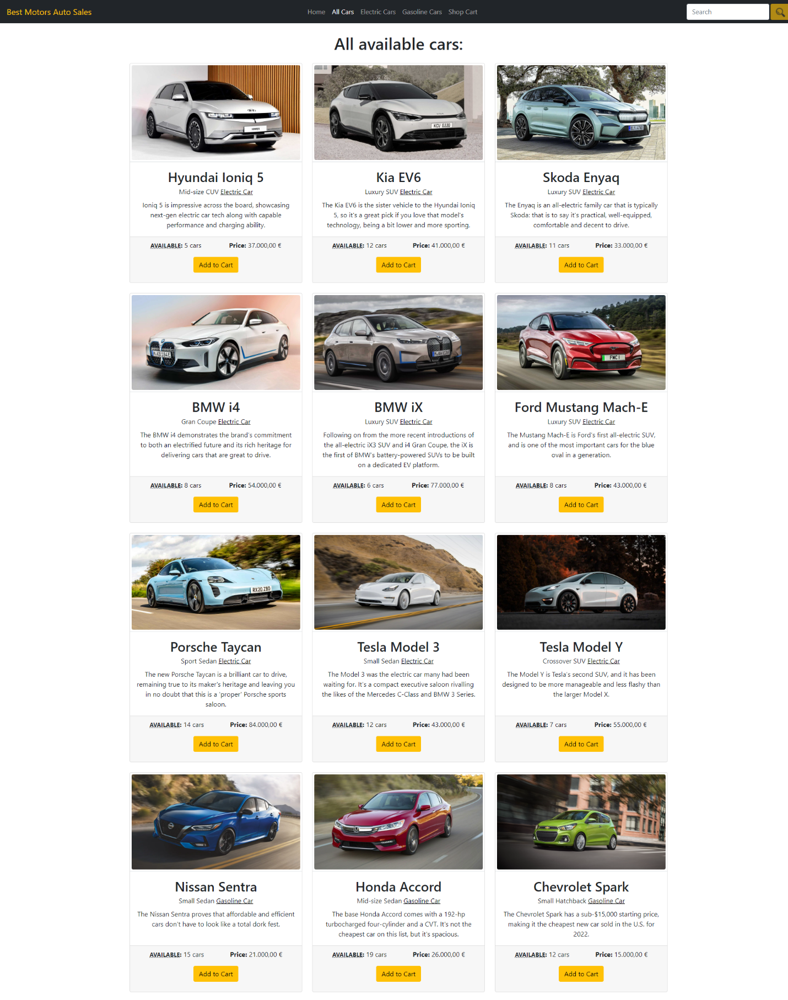 Best Motors Auto Sales
Home All Cars Electric Cars Gasoline Cars Shop Cart
Search
All available cars:
IONIQ 5
KCV 0330
Hyundai Ioniq 5
Mid-size CUV Electric Car
Ioniq 5 is impressive across the board, showcasing
next-gen electric car tech along with capable
performance and charging ability.
AVAILABLE: 5 cars Price: 37.000,00 €
Add to Cart
Kia EV6
Luxury SUV Electric Car
The Kia EV6 is the sister vehicle to the Hyundai Ioniq
5, so it's a great pick if you love that model's
technology, being a bit lower and more sporting.
AVAILABLE: 12 cars Price: 41.000,00 €
Add to Cart
Skoda Enyaq
Luxury SUV Electric Car
The Enyaq is an all-electric family car that is typically
Skoda: that is to say it's practical, well-equipped,
comfortable and decent to drive.
AVAILABLE: 11 cars Price: 33.000,00 €
Add to Cart
FMC 1
BMW i4
Gran Coupe Electric Car
The BMW i4 demonstrates the brand's commitment
to both an electrified future and its rich heritage for
delivering cars that are great to drive.
AVAILABLE: 8 cars Price: 54.000,00 €
Add to Cart
BMW iX
Luxury SUV Electric Car
Following on from the more recent introductions of
the all-electric iX3 SUV and i4 Gran Coupe, the iX is
the first of BMW's battery-powered SUVs to be built
on a dedicated EV platform.
AVAILABLE: 6 cars Price: 77.000,00 €
Add to Cart
Ford Mustang Mach-E
Luxury SUV Electric Car
The Mustang Mach-E is Ford's first all-electric SUV,
and is one of the most important cars for the blue
oval in a generation.
AVAILABLE: 8 cars Price: 43.000,00 €
Add to Cart
RX20 ZBD
Porsche Taycan
Sport Sedan Electric Car
The new Porsche Taycan is a brilliant car to drive,
remaining true to its maker's heritage and leaving you
in no doubt that this is a 'proper' Porsche sports
saloon.
AVAILABLE: 14 cars Price: 84.000,00 €
Add to Cart
Tesla Model 3
Small Sedan Electric Car
The Model 3 was the electric car many had been
waiting for. It's a compact executive saloon rivalling
the likes of the Mercedes C-Class and BMW 3 Series.
AVAILABLE: 12 cars Price: 43.000,00 €
Add to Cart
Tesla Model Y
Crossover SUV Electric Car
The Model Y is Tesla's second SUV, and it has been
designed to be more manageable and less flashy than
the larger Model X.
AVAILABLE: 7 cars Price: 55.000,00 €
Add to Cart
Nissan Sentra
Small Sedan Gasoline Car
The Nissan Sentra proves that affordable and efficient
cars don't have to look like a total dork fest.
AVAILABLE: 15 cars Price: 21.000,00 €
Add to Cart
Honda Accord
Mid-size Sedan Gasoline Car
The base Honda Accord comes with a 192-hp
turbocharged four-cylinder and a CVT. It's not the
cheapest car on this list, but it's spacious.
AVAILABLE: 19 cars Price: 26.000,00 €
Add to Cart
Chevrolet Spark
Small Hatchback Gasoline Car
The Chevrolet Spark has a sub-$15,000 starting price,
making it the cheapest new car sold in the U.S. for
2022.
AVAILABLE: 12 cars Price: 15.000,00 €
Add to Cart